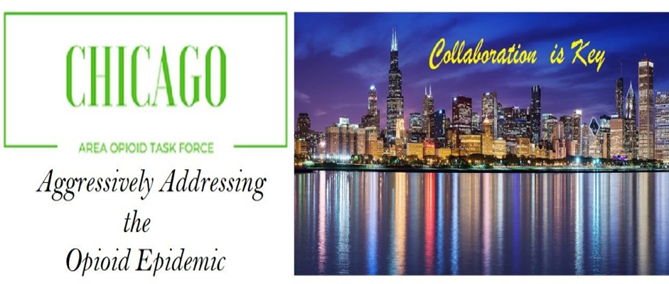 CHICAGO
AREA OPIOID TASK FORCE
Aggressively Addressing
the
Opioid Epidemic
Collaboration is Key